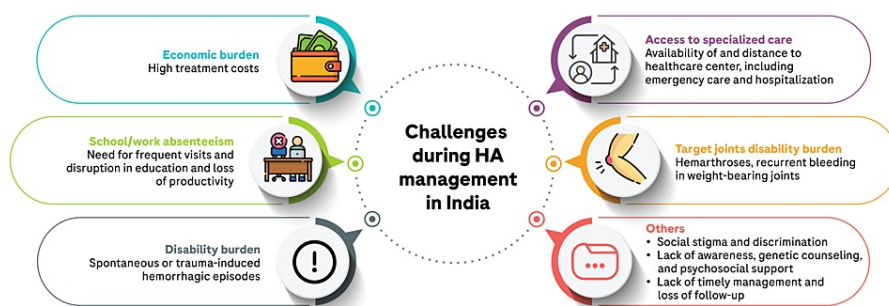 Economic burden
High treatment costs
School/work absenteeism
Need for frequent visits and
disruption in education and loss
of productivity
Disability burden
Spontaneous or trauma-induced
hemorrhagic episodes
Challenges
during HA
management
in India
Access to specialized care
Availability of and distance to
healthcare center, including
emergency care and hospitalization
Target joints disability burden
Hemarthroses, recurrent bleeding
in weight-bearing joints
Others
• Social stigma and discrimination
• Lack of awareness, genetic counseling,
and psychosocial support
• Lack of timely management and
loss of follow-up